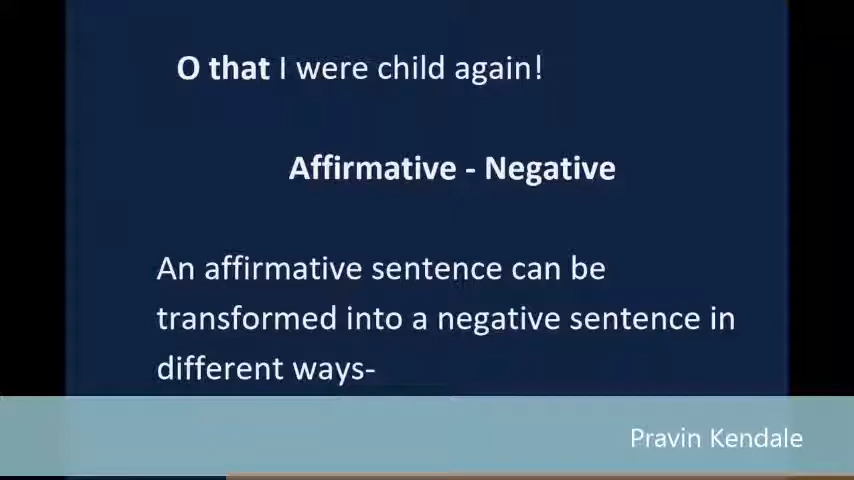 O that I were child again!
Affirmative - Negative
An affirmative sentence can be
transformed into a negative sentence in
different ways-
Pravin Kendale